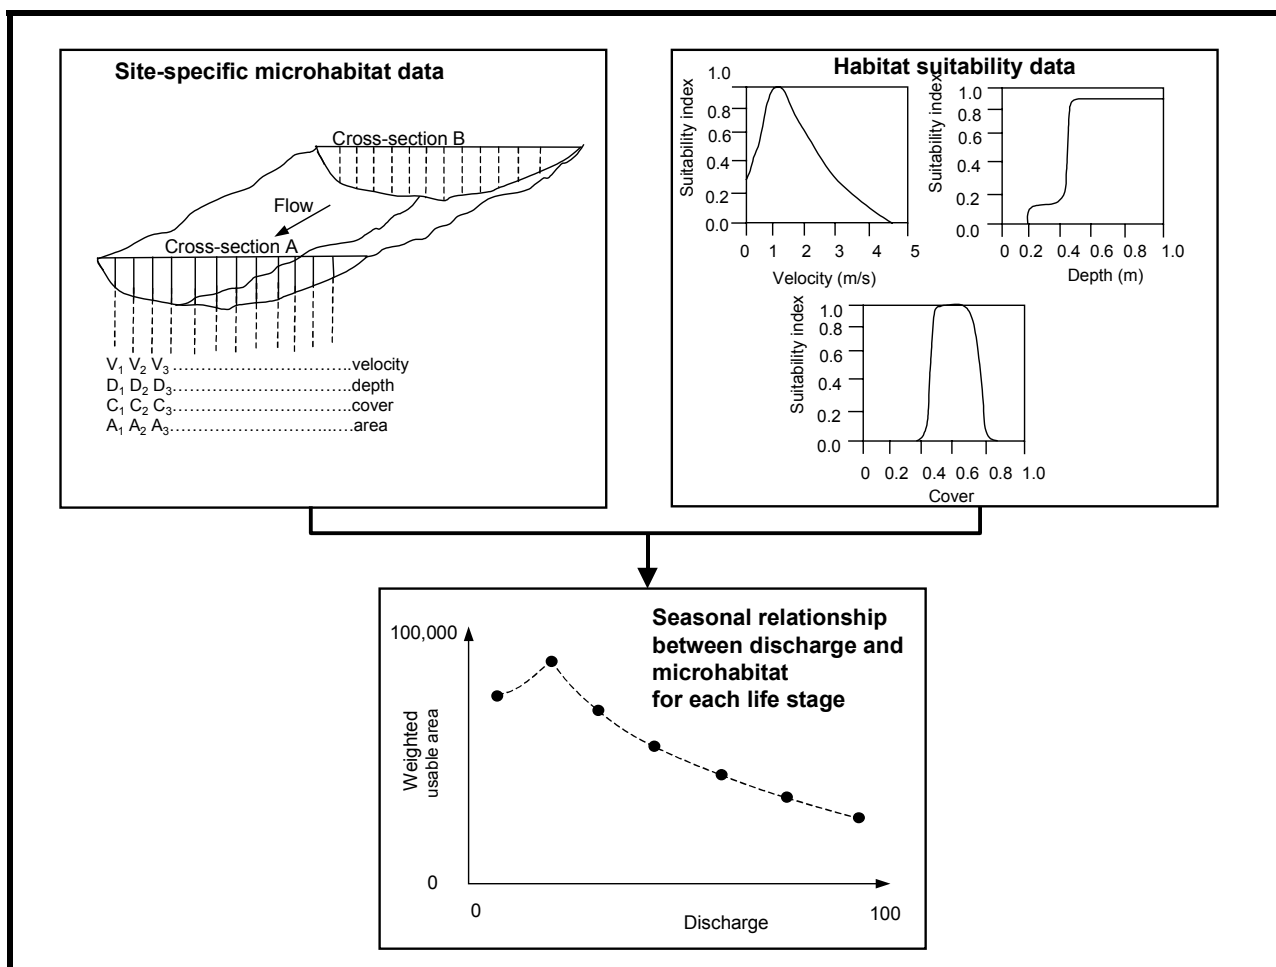 Site-specific microhabitat data
Cross-section B
Flow
Cross-section A
V1 V2 V3 ……………………………..velocity
D1 D2 D3……………………………..depth
C1 C2 C3……………………………..cover
A1 A2 A3……………………...……area
Habitat suitability data
Suitability index
1.0
0.8
0.6
0.4
0.2
0.0
0 1 2 3 4 5
Velocity (m/s)
Suitability index
1.0
0.8
0.6
0.4
0.2
0.0
0 0.2 0.4 0.6 0.8 1.0
Depth (m)
Suitability index
1.0
0.8
0.6
0.4
0.2
0.0
0 0.2 0.4 0.6 0.8 1.0
Cover
Seasonal relationship
between discharge and
microhabitat
for each life stage
100,000
Weighted
usable area
0
0
100
Discharge